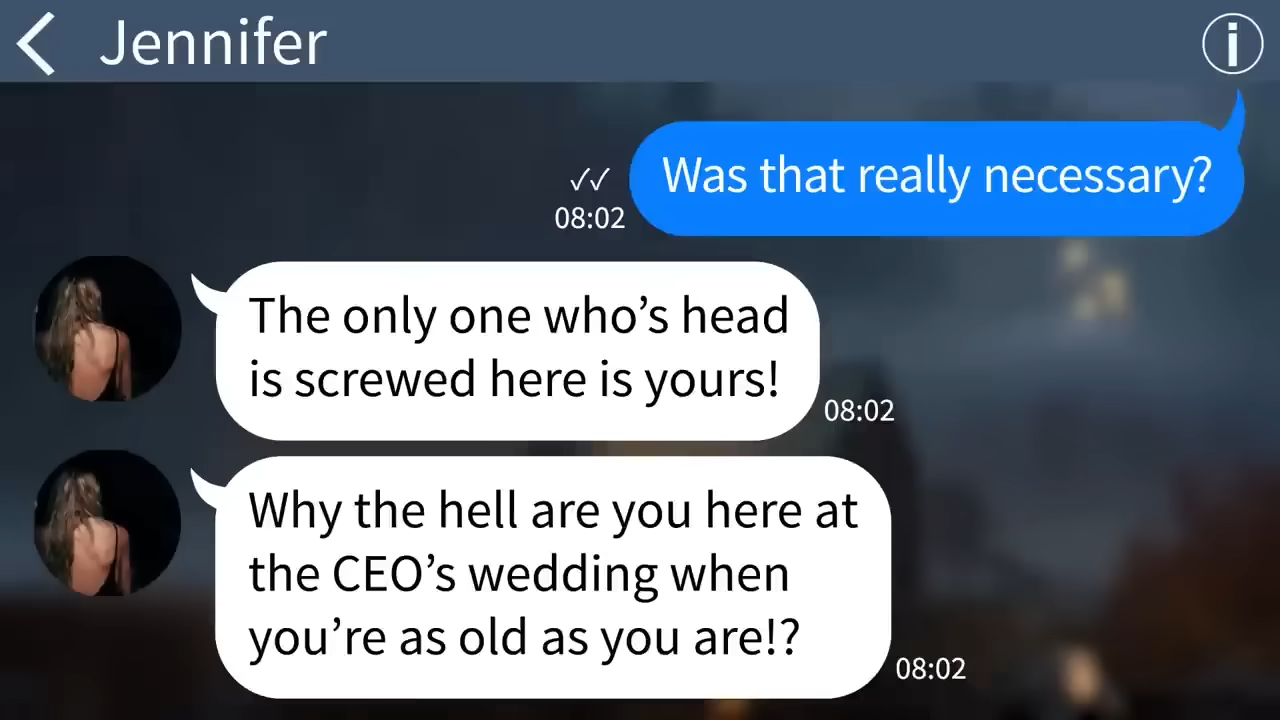 Jennifer
Was that really necessary?
✓✓
08:02
The only one who's head
is screwed here is yours!
08:02
Why the hell are you here at
the CEO's wedding when
you're as old as you are!?
08:02